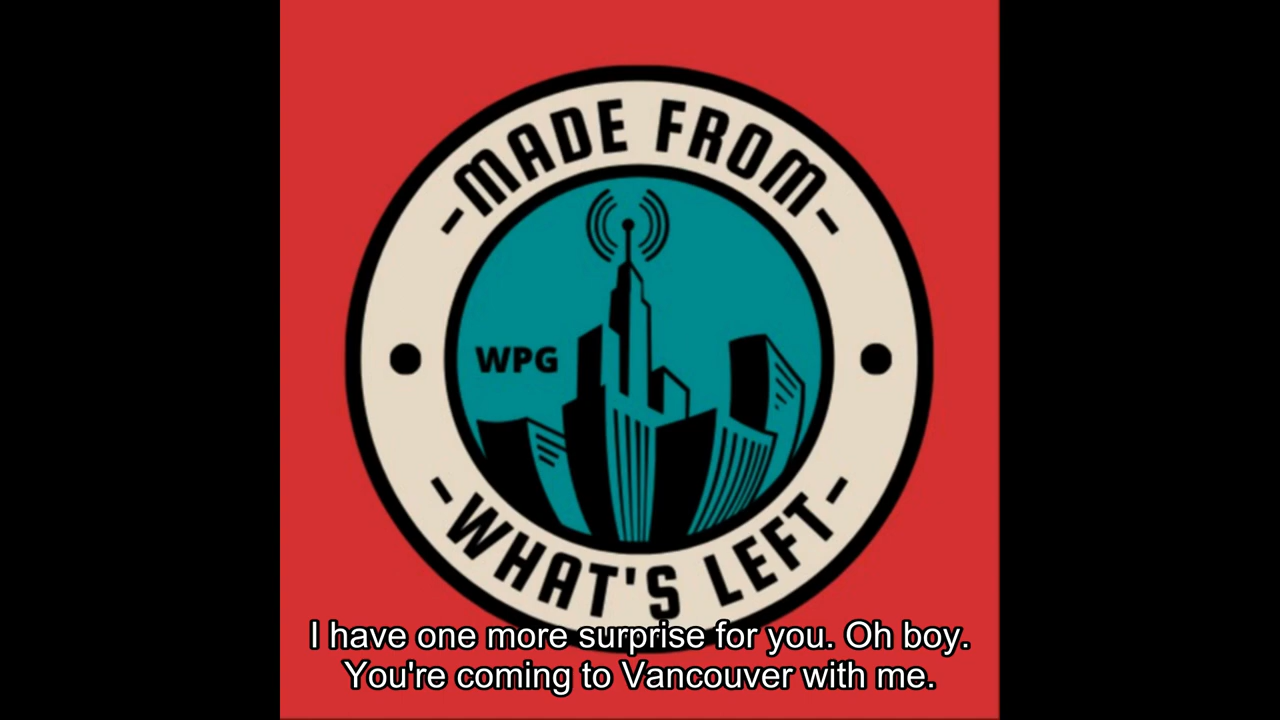 -MADE FROM-
WPG
-WHAT'S LEFT-
I have one more surprise for you. Oh boy.
You're coming to Vancouver with me.